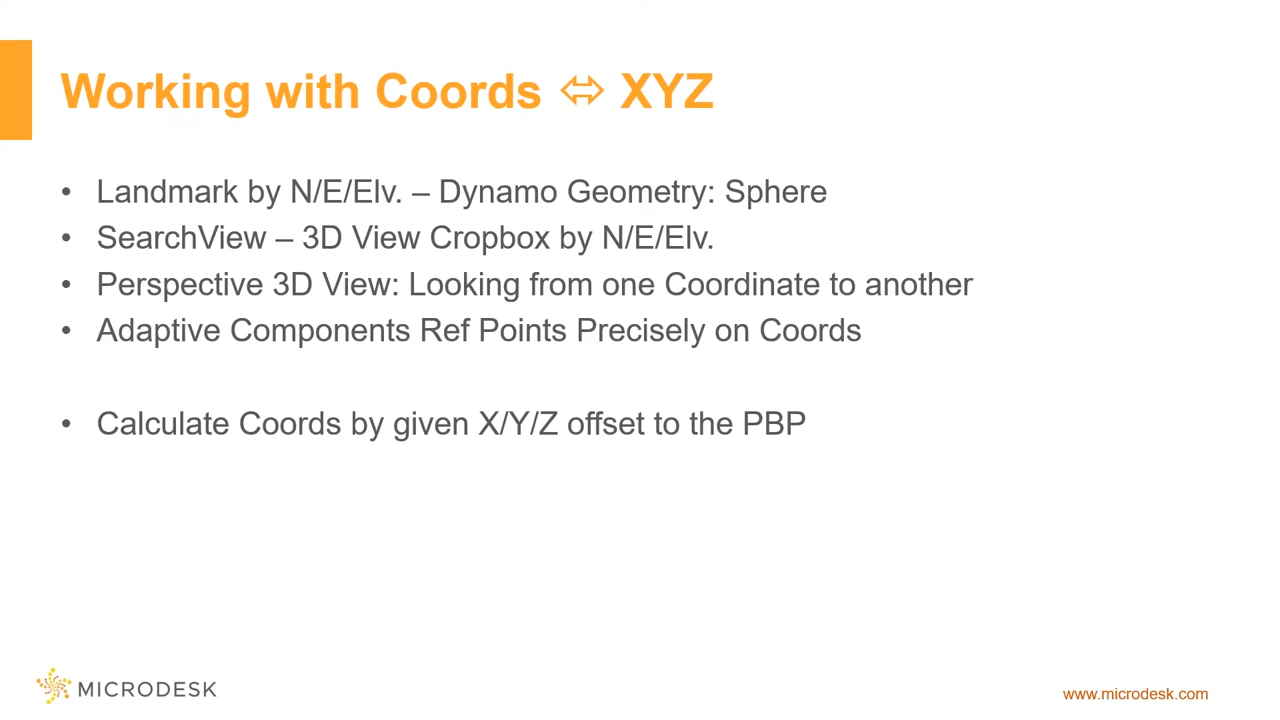 Working with Coords ⬄ XYZ
• Landmark by N/E/Elv. – Dynamo Geometry: Sphere
• SearchView – 3D View Cropbox by N/E/Elv.
• Perspective 3D View: Looking from one Coordinate to another
• Adaptive Components Ref Points Precisely on Coords
• Calculate Coords by given X/Y/Z offset to the PBP
MICRODESK
www.microdesk.com